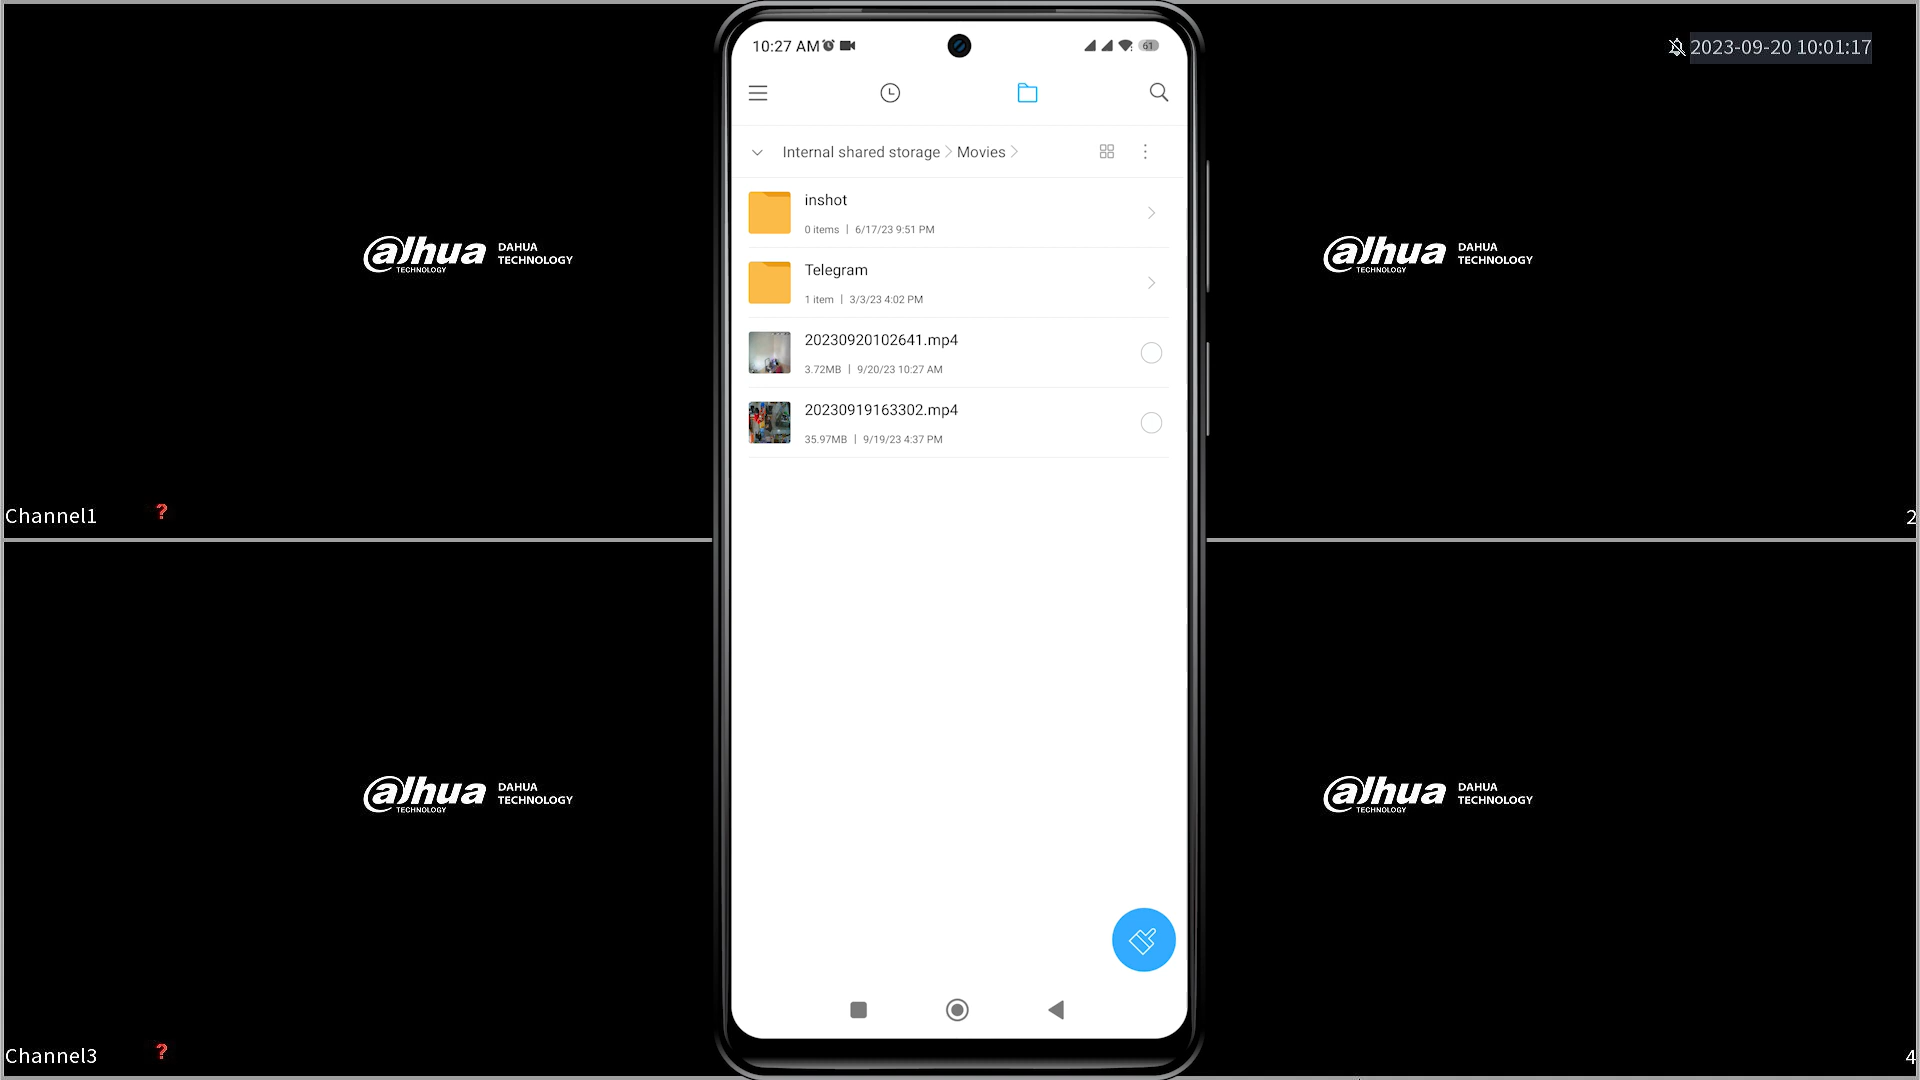 10:27 AM
61
2023-09-20 10:01:17
Internal shared storage
Movies
inshot
0 items | 6/17/23 9:51 PM
Telegram
1 item | 3/3/23 4:02 PM
20230920102641.mp4
3.72MB | 9/20/23 10:27 AM
20230919163302.mp4
35.97MB | 9/19/23 4:37 PM
alhua
TECHNOLOGY
DAHUA
TECHNOLOGY
alhua
TECHNOLOGY
DAHUA
TECHNOLOGY
Channel1
?
2
alhua
TECHNOLOGY
DAHUA
TECHNOLOGY
alhua
TECHNOLOGY
DAHUA
TECHNOLOGY
Channel3
?
4